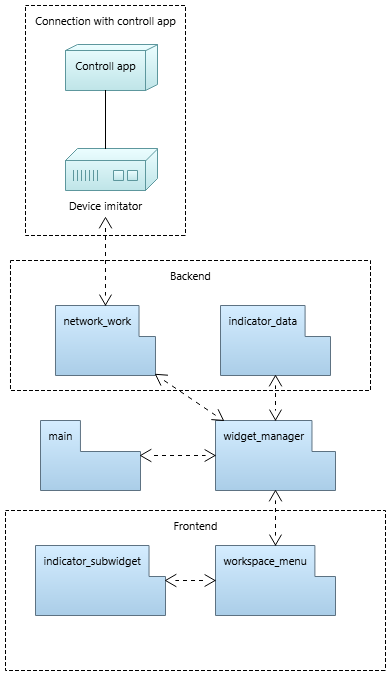 Connection with controll app
Controll app
Device imitator
Backend
network_work
indicator_data
main
widget_manager
Frontend
indicator_subwidget
workspace_menu